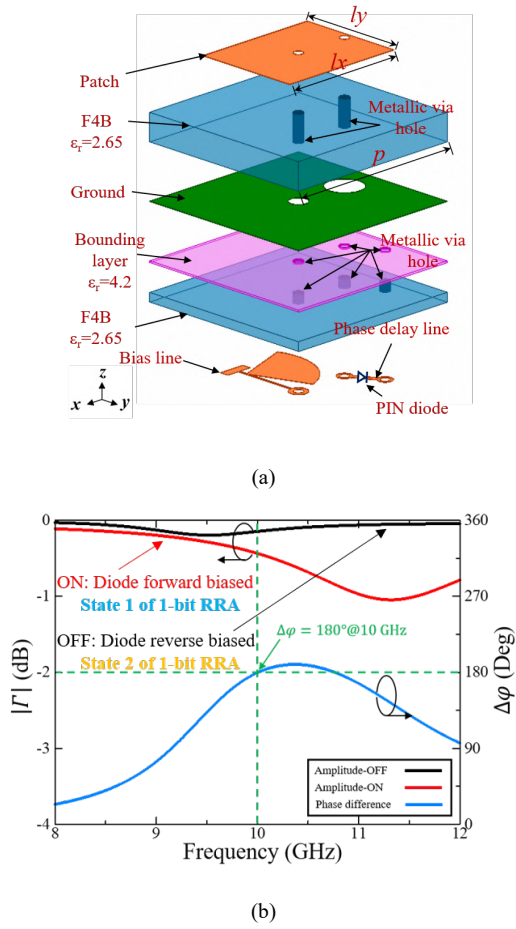 ly
lx
Patch
Metallic via
hole
F4B
εr=2.65
p
Ground
Bounding
layer
εr=4.2
Metallic via
hole
F4B
εr=2.65
Phase delay line
Bias line
PIN diode
z
x
y
(a)
0
360
ON: Diode forward biased
State 1 of 1-bit RRA
-1
270
OFF: Diode reverse biased
State 2 of 1-bit RRA
Δφ = 180°@10 GHz
|Γ| (dB)
-2
180
Δφ (Deg)
-3
90
Amplitude-OFF
Amplitude-ON
Phase difference
-4
0
8
9
10
11
12
Frequency (GHz)
(b)